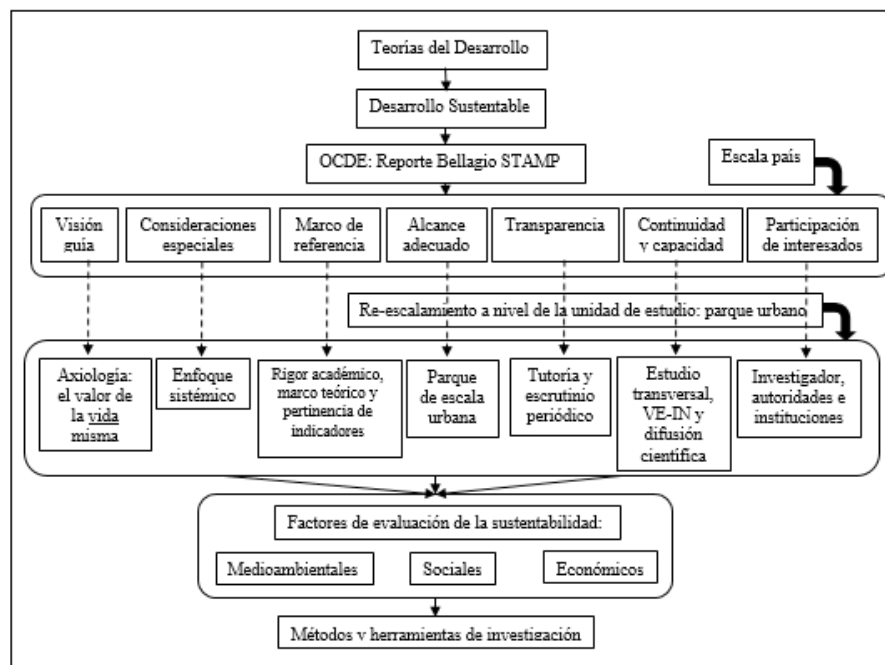 Teorías del Desarrollo
Desarrollo Sustentable
OCDE: Reporte Bellagio STAMP
Escala país
Visión
guía
Consideraciones
especiales
Marco de
referencia
Alcance
adecuado
Transparencia
Continuidad
y capacidad
Participación
de interesados
Re-escalamiento a nivel de la unidad de estudio: parque urbano
Axiología:
el valor de
la vida
misma
Enfoque
sistémico
Rigor académico,
marco teórico y
pertinencia de
indicadores
Parque
de escala
urbana
Tutoría y
escrutinio
periódico
Estudio
transversal,
VE-IN y
difusión
científica
Investigador,
autoridades e
instituciones
Factores de evaluación de la sustentabilidad:
Medioambientales
Sociales
Económicos
Métodos y herramientas de investigación